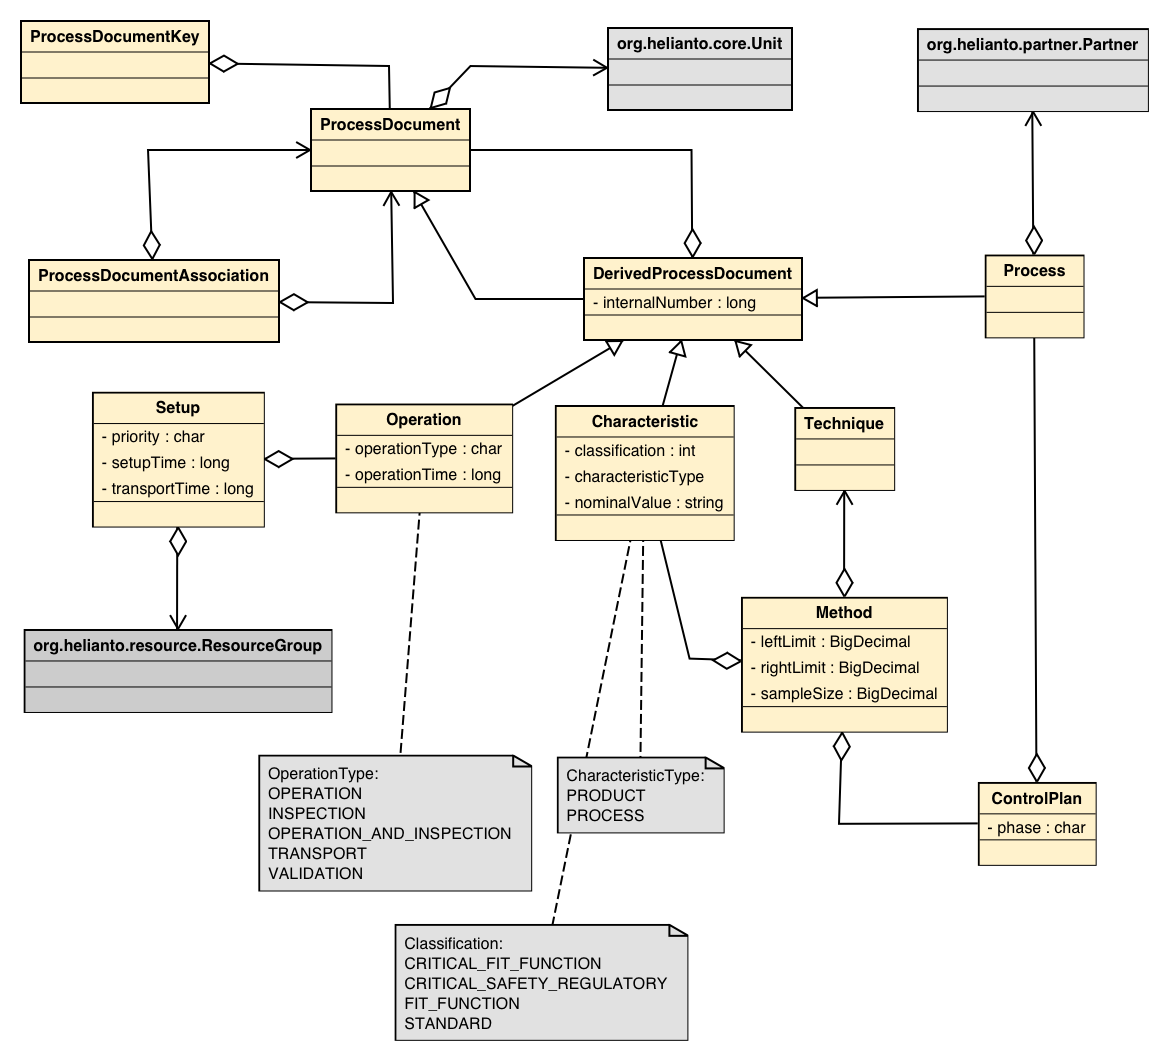 ProcessDocumentKey
org.helianto.core.Unit
org.helianto.partner.Partner
ProcessDocument
ProcessDocumentAssociation
DerivedProcessDocument
- internalNumber : long
Process
Setup
- priority : char
- setupTime : long
- transportTime : long
Operation
- operationType : char
- operationTime : long
Characteristic
- classification : int
- characteristicType
- nominalValue : string
Technique
org.helianto.resource.ResourceGroup
Method
- leftLimit : BigDecimal
- rightLimit : BigDecimal
- sampleSize : BigDecimal
OperationType:
OPERATION
INSPECTION
OPERATION_AND_INSPECTION
TRANSPORT
VALIDATION
CharacteristicType:
PRODUCT
PROCESS
ControlPlan
- phase : char
Classification:
CRITICAL_FIT_FUNCTION
CRITICAL_SAFETY_REGULATORY
FIT_FUNCTION
STANDARD